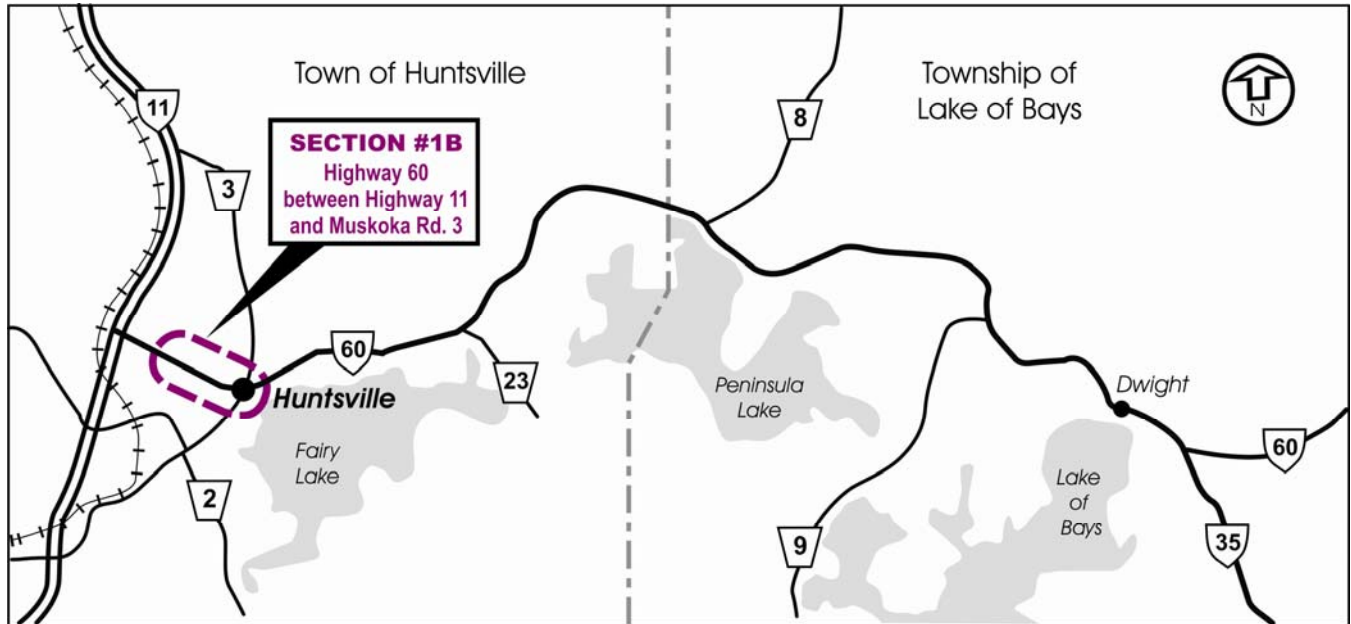 Town of Huntsville
Township of
Lake of Bays
N
11
8
SECTION #1B
Highway 60
between Highway 11
and Muskoka Rd. 3
3
60
23
Huntsville
Peninsula
Lake
Dwight
Fairy
Lake
60
2
Lake
of
Bays
9
35